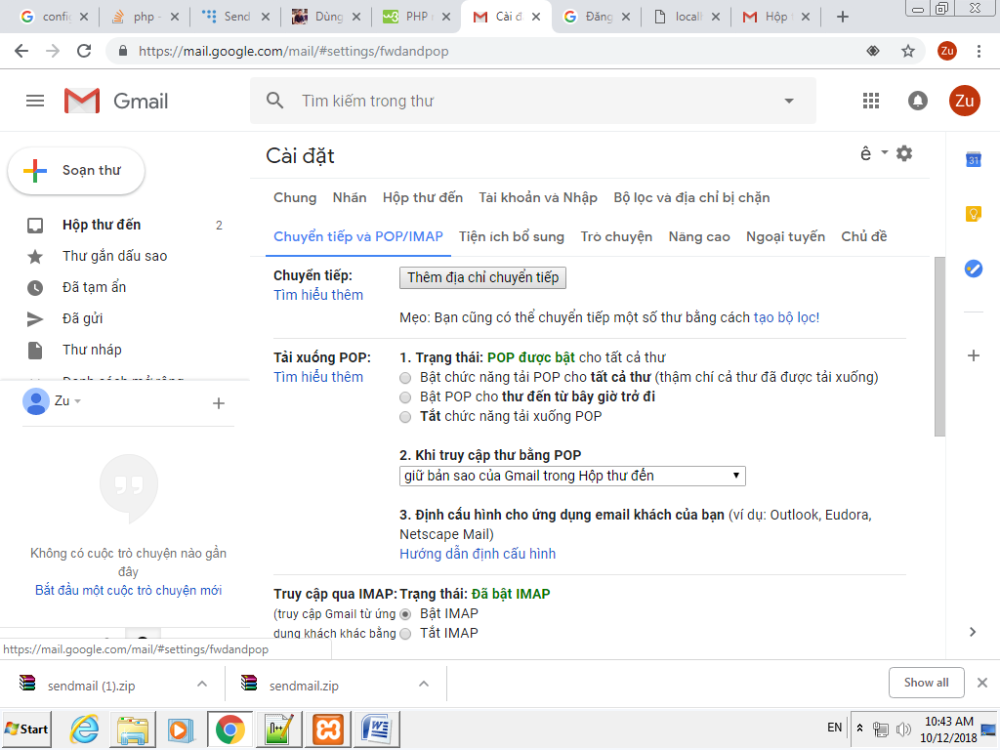 config
php -
Send
Dùng
PHP
Cài đ
Đăng
local
Hộp
https://mail.google.com/mail/#settings/fwdandpop
Zu
Gmail
Tìm kiếm trong thư
Zu
Soạn thư
Cài đặt
ê
31
Chung Nhãn Hộp thư đến Tài khoản và Nhập Bộ lọc và địa chỉ bị chặn
Chuyển tiếp và POP/IMAP Tiện ích bổ sung Trò chuyện Nâng cao Ngoại tuyến Chủ đề
Hộp thư đến 2
Thư gắn dấu sao
Đã tạm ẩn
Đã gửi
Thư nháp
Danh sách mở rộng
Zu
Không có cuộc trò chuyện nào gần
đây
Bắt đầu một cuộc trò chuyện mới
Chuyển tiếp:
Tìm hiểu thêm
Thêm địa chỉ chuyển tiếp
Mẹo: Bạn cũng có thể chuyển tiếp một số thư bằng cách tạo bộ lọc!
Tải xuống POP:
Tìm hiểu thêm
1. Trạng thái: POP được bật cho tất cả thư
Bật chức năng tải POP cho tất cả thư (thậm chí cả thư đã được tải xuống)
Bật POP cho thư đến từ bây giờ trở đi
Tắt chức năng tải xuống POP
2. Khi truy cập thư bằng POP
giữ bản sao của Gmail trong Hộp thư đến
3. Định cấu hình cho ứng dụng email khách của bạn (ví dụ: Outlook, Eudora,
Netscape Mail)
Hướng dẫn định cấu hình
Truy cập qua IMAP:
(truy cập Gmail từ ứng
dụng khách khác bằng
Trạng thái: Đã bật IMAP
Bật IMAP
Tắt IMAP
https://mail.google.com/mail/#settings/fwdandpop
sendmail (1).zip
sendmail.zip
Show all
Start
EN
10:43 AM
10/12/2018